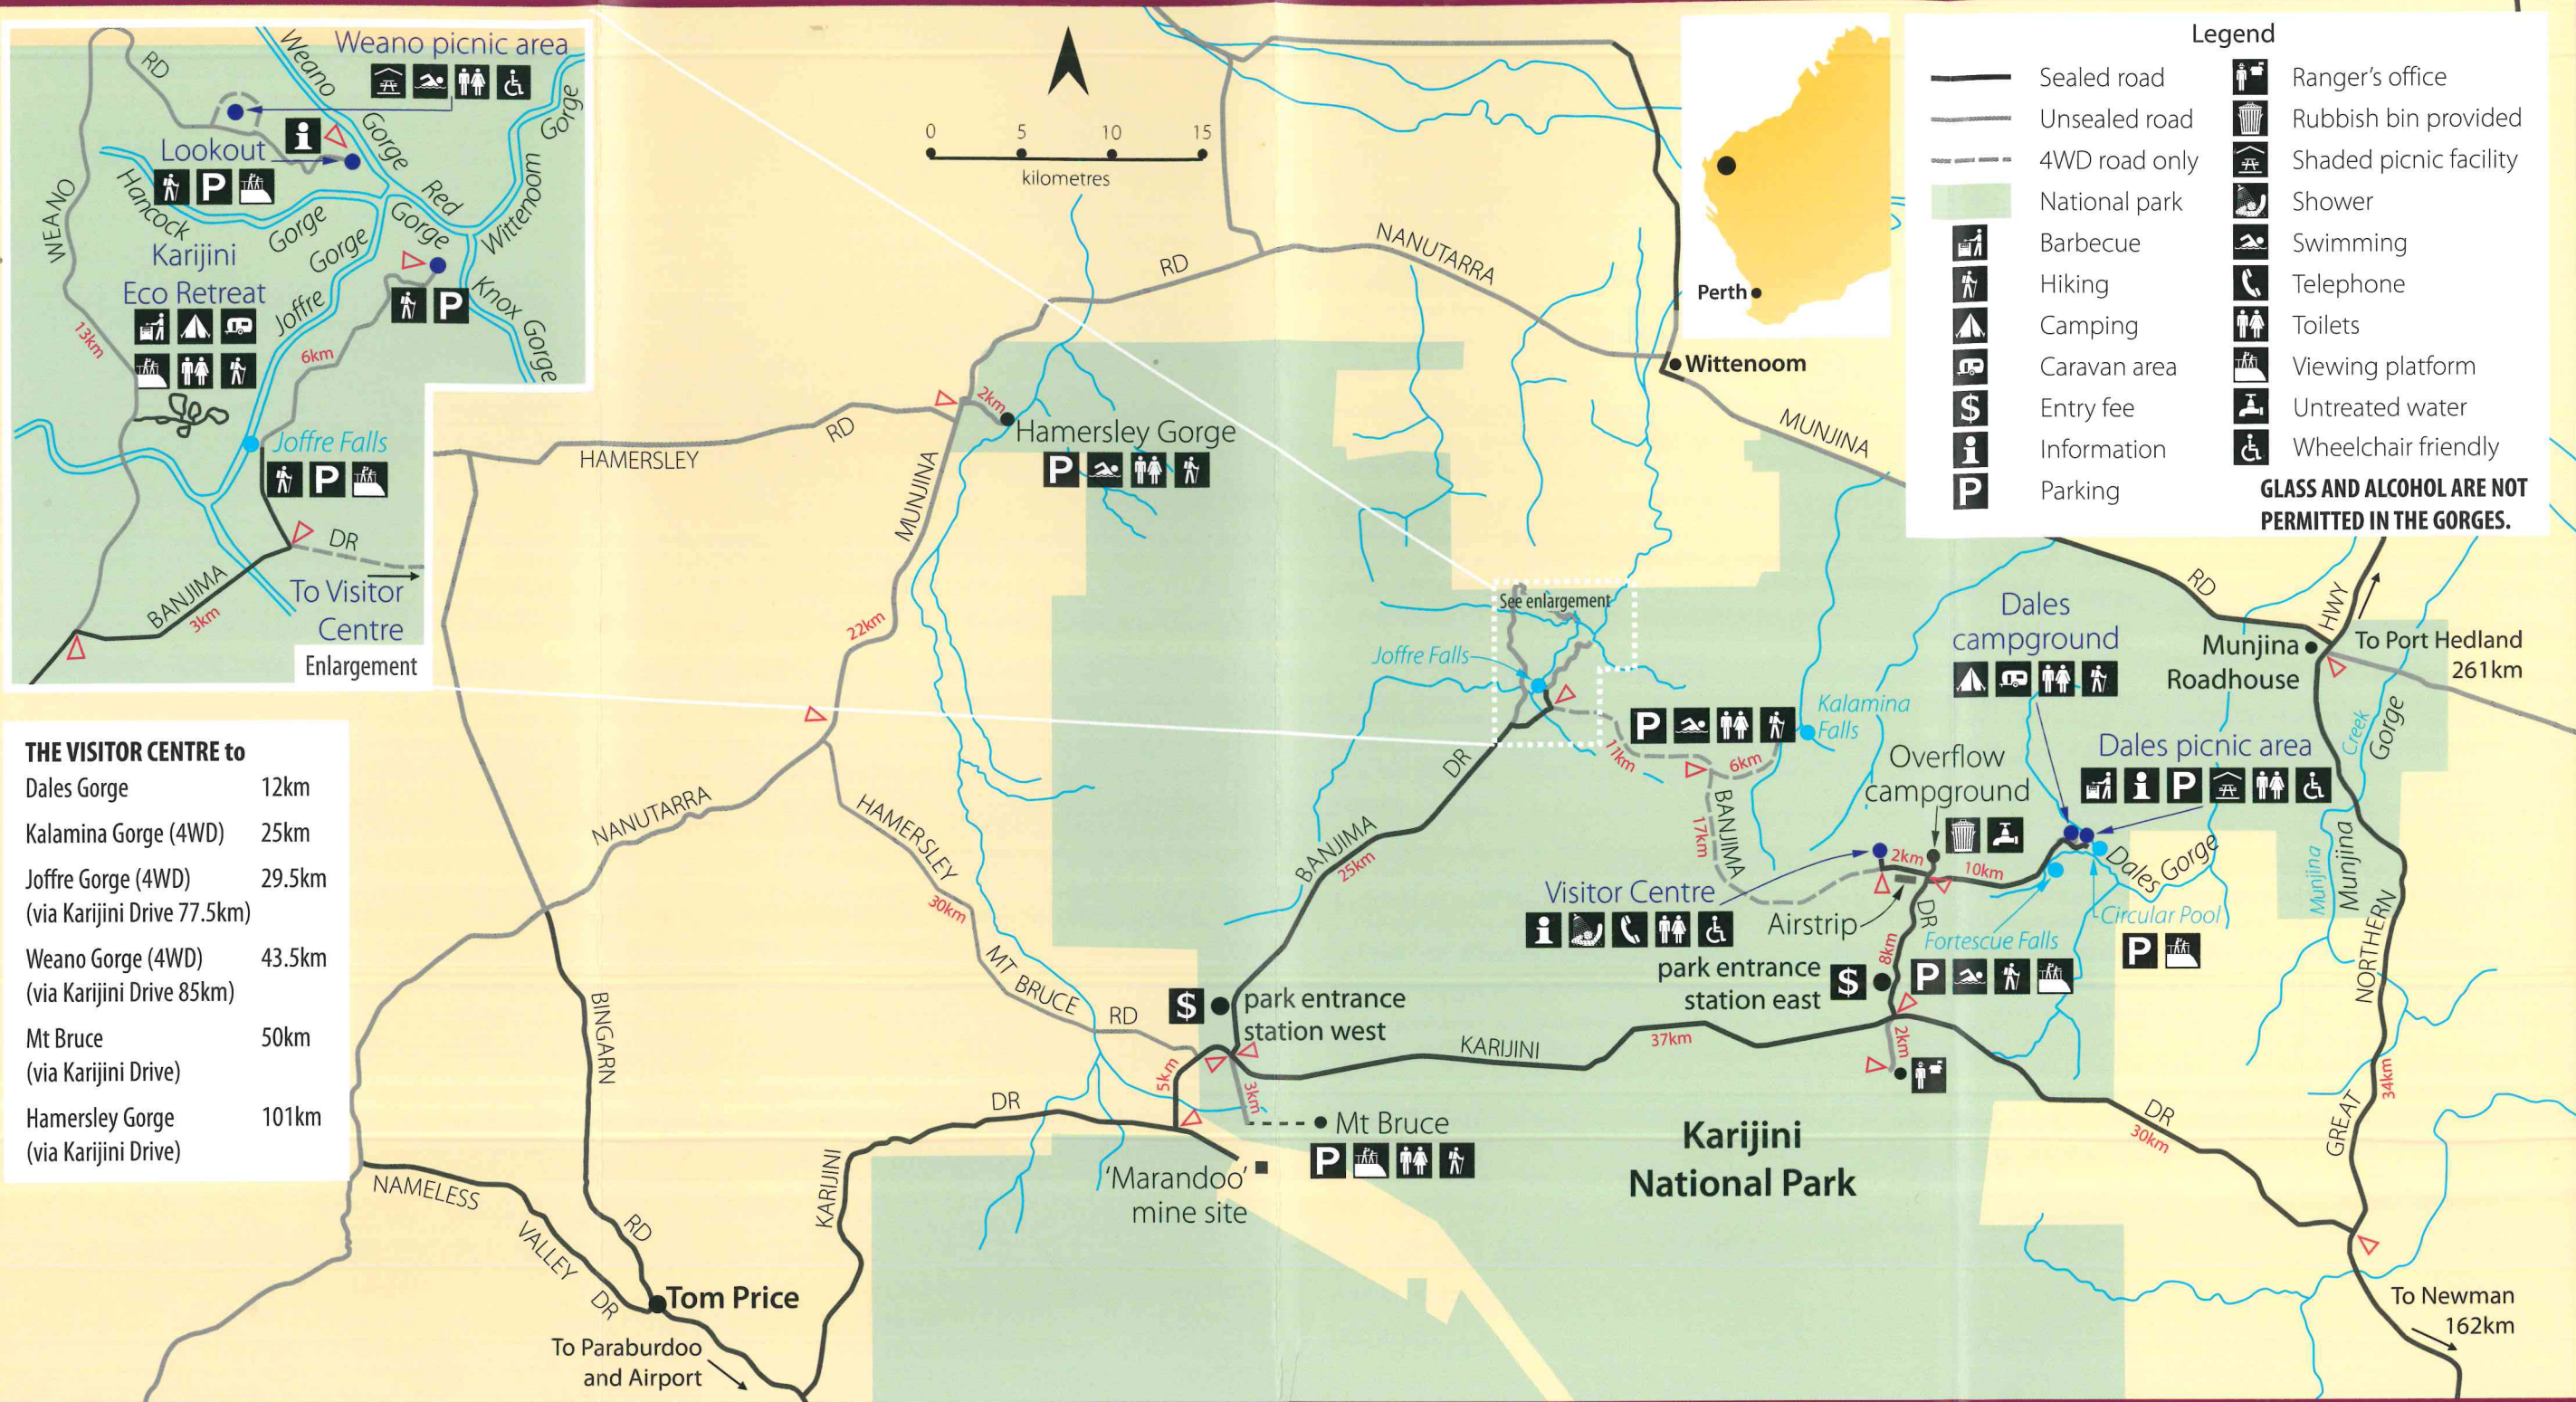 Weano picnic area
RD
Weano
Gorge
Gorge
Lookout
Hancock
Gorge
Red
Gorge
Wittenoom
WEANO
Karijini
Eco Retreat
Gorge
Joffre
Knox Gorge
13km
6km
Joffre Falls
DR
To Visitor
Centre
BANJIMA
3km
Enlargement
THE VISITOR CENTRE to
Dales Gorge 12km
Kalamina Gorge (4WD) 25km
Joffre Gorge (4WD) 29.5km
(via Karijini Drive 77.5km)
Weano Gorge (4WD) 43.5km
(via Karijini Drive 85km)
Mt Bruce 50km
(via Karijini Drive)
Hamersley Gorge 101km
(via Karijini Drive)
0 5 10 15
kilometres
Perth
Legend
Sealed road
Unsealed road
4WD road only
National park
Barbecue
Hiking
Camping
Caravan area
$ Entry fee
Information
P Parking
Ranger's office
Rubbish bin provided
Shaded picnic facility
Shower
Swimming
Telephone
Toilets
Viewing platform
Untreated water
Wheelchair friendly
GLASS AND ALCOHOL ARE NOT
PERMITTED IN THE GORGES.
NANUTARRA
RD
Wittenoom
MUNJINA
RD
HAMERSLEY
RD
2km
Hamersley Gorge
P
MUNJINA
22km
See enlargement
Joffre Falls
Kalamina
Falls
P
11km
6km
DR
BANJIMA
17km
BANJIMA
25km
Dales
campground
Munjina
Roadhouse
HWY
To Port Hedland
261km
Overflow
campground
Dales picnic area
P
Munjina
Creek
Munjina
Gorge
2km
10km
Dales Gorge
Visitor Centre
Airstrip
DR
8km
Circular Pool
P
Fortescue Falls
P
park entrance
station east
$
NANUTARRA
HAMERSLEY
30km
MT BRUCE
RD
$
park entrance
station west
KARIJINI
37km
2km
5km
3km
DR
Mt Bruce
P
'Marandoo'
mine site
Karijini
National Park
DR
30km
GREAT
NORTHERN
34km
BINGARN
RD
NAMELESS
VALLEY
DR
KARIJINI
Tom Price
To Paraburdoo
and Airport
To Newman
162km